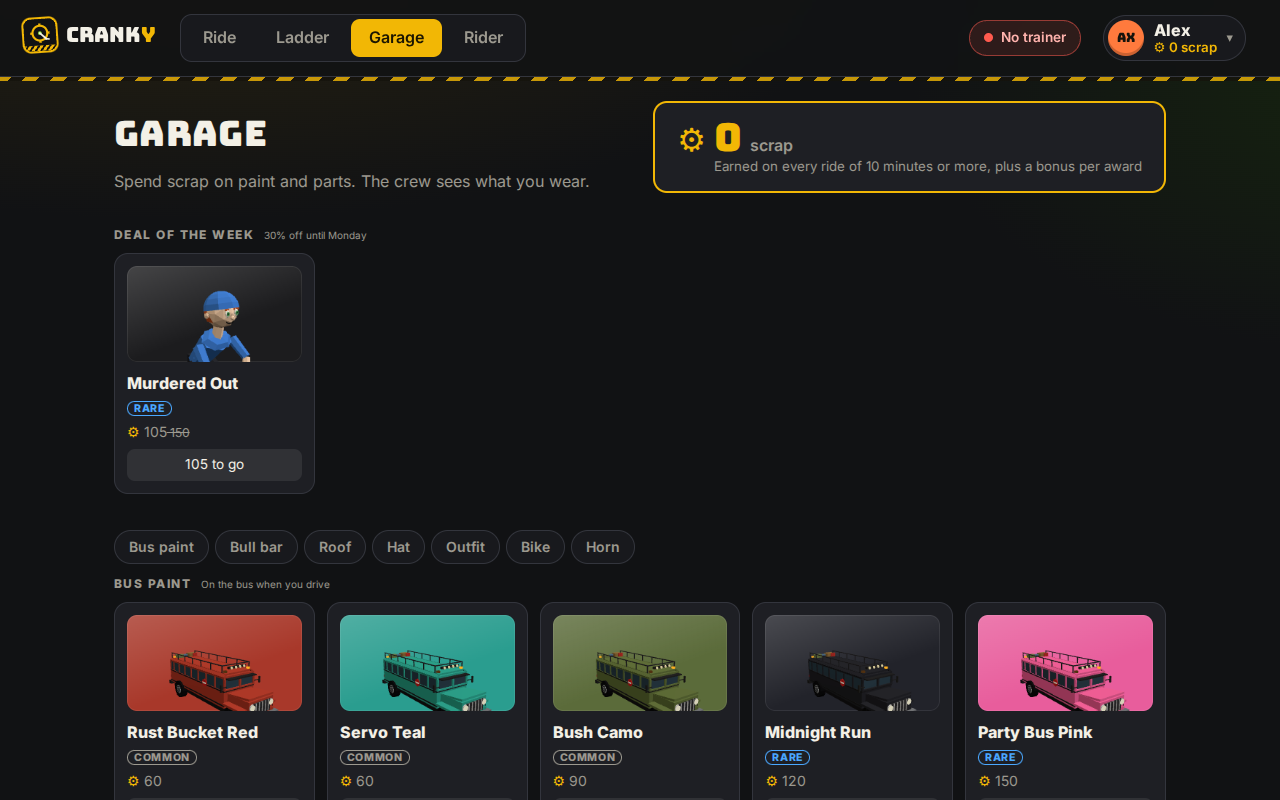 CRANKY
Ride Ladder Garage Rider
No trainer
AX
Alex
0 scrap
GARAGE
Spend scrap on paint and parts. The crew sees what you wear.
0 scrap
Earned on every ride of 10 minutes or more, plus a bonus per award
DEAL OF THE WEEK 30% off until Monday
Murdered Out
RARE
105 150
105 to go
Bus paint Bull bar Roof Hat Outfit Bike Horn
BUS PAINT On the bus when you drive
Rust Bucket Red Servo Teal Bush Camo Midnight Run Party Bus Pink
COMMON COMMON COMMON RARE RARE
60 60 90 120 150